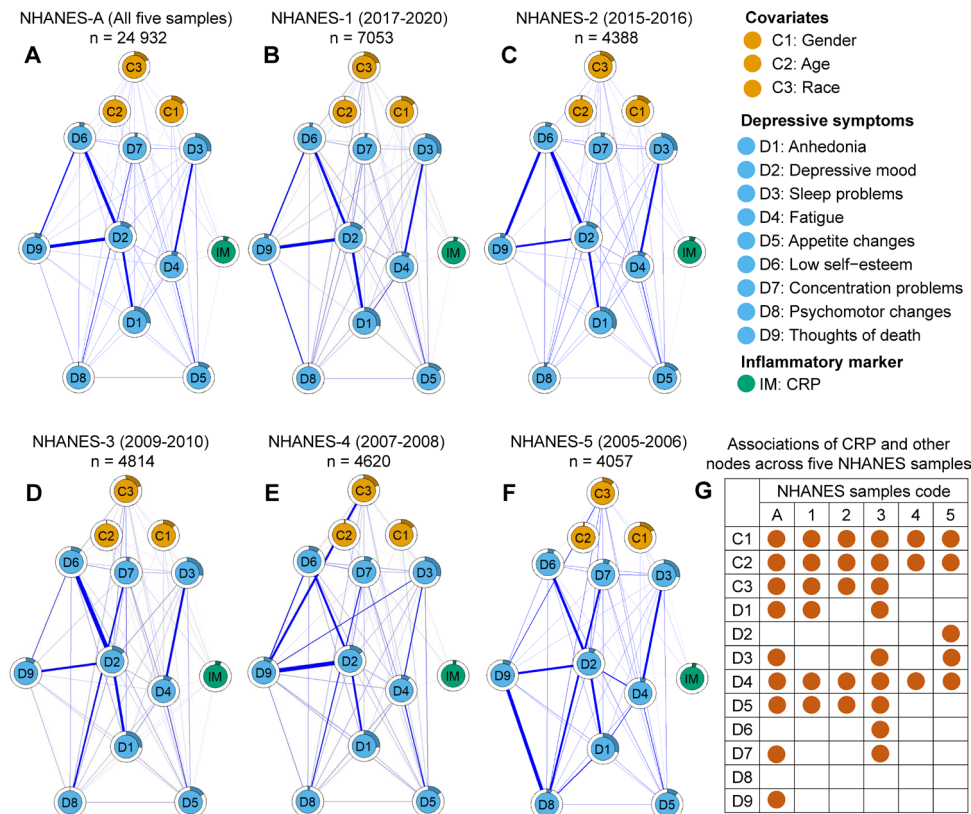 NHANES-A (All five samples)
n = 24 932
NHANES-1 (2017-2020)
n = 7053
NHANES-2 (2015-2016)
n = 4388
A
B
C
C3
C2
C1
D6
D7
D3
D2
D9
D4
IM
D1
D8
D5
C3
C2
C1
D6
D7
D3
D2
D9
D4
IM
D1
D8
D5
C3
C2
C1
D6
D7
D3
D2
D9
D4
IM
D1
D8
D5
Covariates
C1: Gender
C2: Age
C3: Race
Depressive symptoms
D1: Anhedonia
D2: Depressive mood
D3: Sleep problems
D4: Fatigue
D5: Appetite changes
D6: Low self−esteem
D7: Concentration problems
D8: Psychomotor changes
D9: Thoughts of death
Inflammatory marker
IM: CRP
NHANES-3 (2009-2010)
n = 4814
NHANES-4 (2007-2008)
n = 4620
NHANES-5 (2005-2006)
n = 4057
D
E
F
C3
C2
C1
D6
D7
D3
D2
D9
D4
IM
D1
D8
D5
C3
C2
C1
D6
D7
D3
D2
D9
D4
IM
D1
D8
D5
C3
C2
C1
D6
D7
D3
D2
D9
D4
IM
D1
D8
D5
Associations of CRP and other
nodes across five NHANES samples
G
NHANES samples code
A 1 2 3 4 5
C1
C2
C3
D1
D2
D3
D4
D5
D6
D7
D8
D9